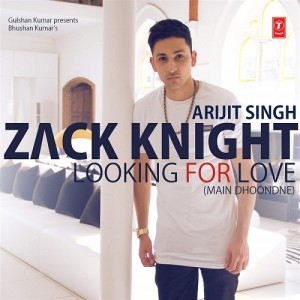 Gulshan Kumar presents
Bhushan Kumar's
T
ARIJIT SINGH
ZACK KNIGHT
LOOKING FOR LOVE
(MAIN DHOONDNE)